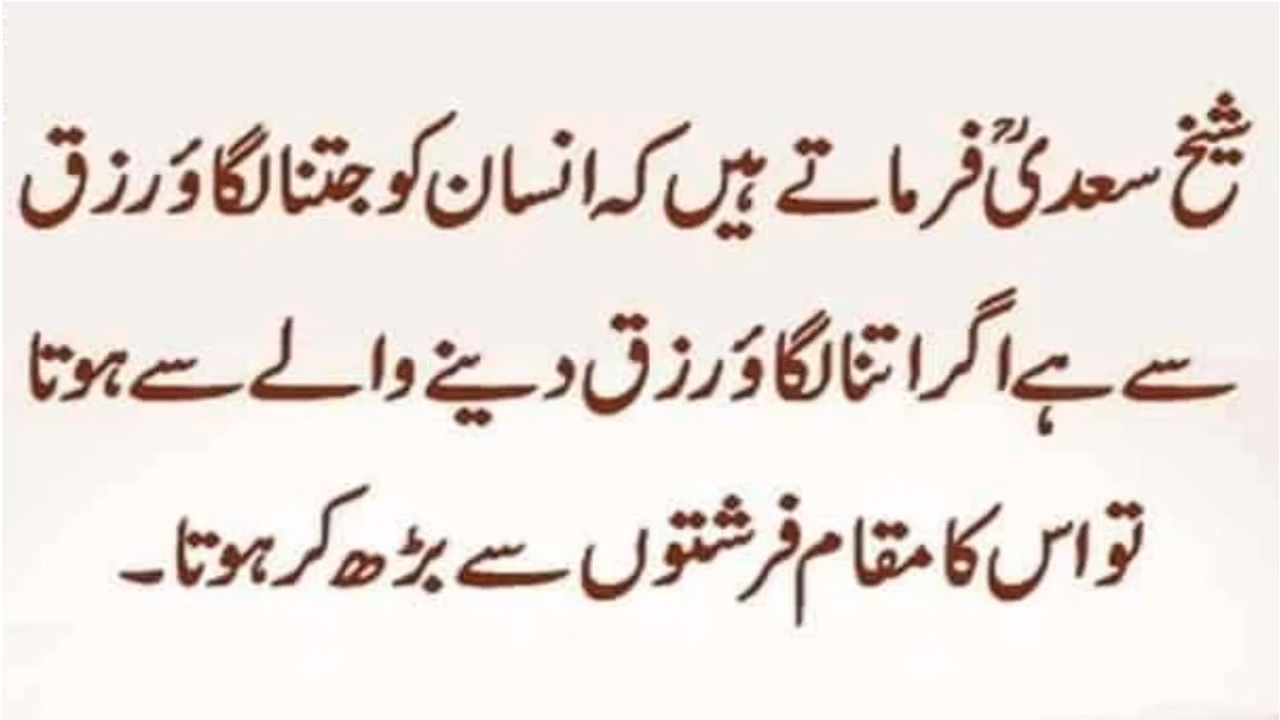 شیخ سعدیؒ فرماتے ہیں کہ انسان کو جتنا لگاؤ رزق
سے ہے اگر اتنا لگاؤ رزق دینے والے سے ہوتا
تو اس کا مقام فرشتوں سے بڑھ کر ہوتا۔